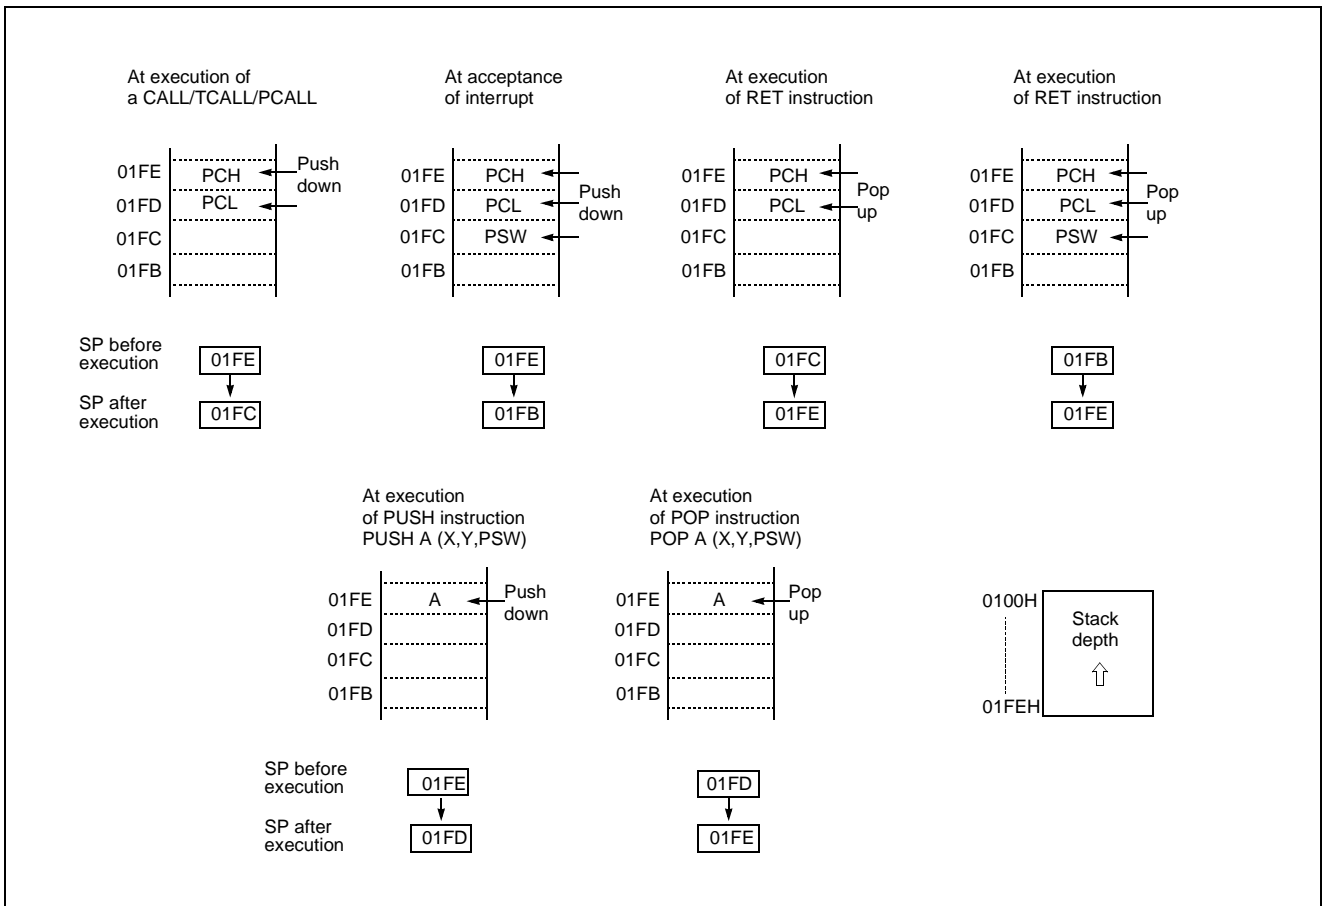 At execution of
a CALL/TCALL/PCALL
01FE
PCH
Push
down
01FD
PCL
01FC
01FB
SP before
execution
01FE
SP after
execution
01FC
At acceptance
of interrupt
01FE
PCH
01FD
PCL
Push
down
01FC
PSW
01FB
01FE
01FB
At execution
of RET instruction
01FE
PCH
01FD
PCL
Pop
up
01FC
01FB
01FC
01FE
At execution
of RET instruction
01FE
PCH
01FD
PCL
Pop
up
01FC
PSW
01FB
01FB
01FE
At execution
of PUSH instruction
PUSH A (X,Y,PSW)
01FE
A
Push
down
01FD
01FC
01FB
SP before
execution
01FE
SP after
execution
01FD
At execution
of POP instruction
POP A (X,Y,PSW)
01FE
A
Pop
up
01FD
01FC
01FB
01FD
01FE
0100H
Stack
depth
01FEH